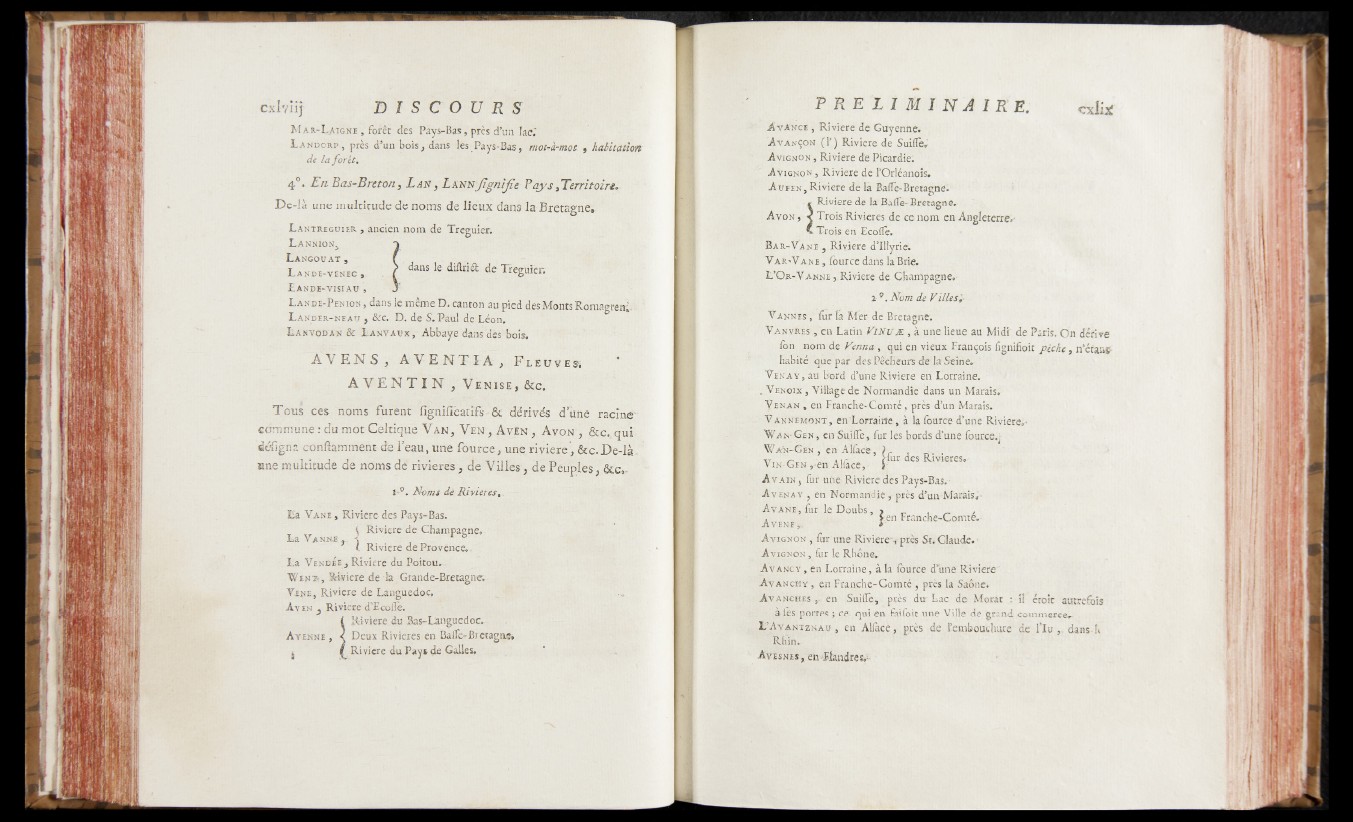 cxlviij DISCOURS
MAR-LAIGNE, forêt des Pays-Bas, près d'un lac.
LANDORP, près d'un bois, dans les Pays-Bas, mot-à-mot, habitation
de la forêt.
4°. En Bas-Breton, LAN, LANN signifie Pays, Territoire.
De-là une multitude de noms de lieux dans la Bretagne.
LANTREGUIER, ancien nom de Treguier.
LANNION,
LANGOUAT,
LANDE-VENEC,
LANDE-VISIAU,
dans le district de Treguier.
LANDE-PENION, dans le même D. canton au pied des Monts Romagren.
LANDER-NEAU, &c. D. de S. Paul de Léon.
LANVODAN & LANVAUX, Abbaye dans des bois.
AVENS, AVENTIA, FLEUVES,
AVENTIN, VENISE, &c.
Tous ces noms furent significatifs & dérivés d'une racine
commune : du mot Celtique VAN, VEN, AVEN, AVON, &c. qui
désigna constamment de l'eau, une source, une riviere, &c. De-là
une multitude de noms de rivieres, de Villes, de Peuples, &c.
1°. Noms de Rivieres.
La VANE, Riviere des Pays-Bas.
La VANNE, { Riviere de Champagne.
Riviere de Provence.
La VENDÉE, Riviere du Poitou.
Riviere de la Grande-Bretagne.
VENE, Riviere de Languedoc.
AVEN, Riviere d'Ecosse.
Riviere du Bas-Languedoc.
AVENNE, { Deux Rivieres en Basse-Bretagne.
Riviere du Pays de Galles.
PRELIMINAIRE. cxlix
AVANCE, Riviere de Guyenne.
AVANÇON (l') Riviere de Suisse.
AVIGNON, Riviere de Picardie.
AVIGNON, Riviere de l'Orléanois.
AUFEN, Riviere de la Basse-Bretagne.
Riviere de la Basse-Bretagne.
AVON, { Trois Rivieres de ce nom en Angleterre.
Trois en Ecosse.
BAR-VANE, Riviere d'Illyrie.
VAR-VANE, source dans la Brie.
L'OR-VANNE, Riviere de Champagne.
2°. Nom de Villes.
VANNES, sur la Mer de Bretagne.
VANVRES, en Latin VINUÆ, à une lieue au Midi de Paris. On dérive
son nom de Venna, qui en vieux François signifioit pêche, n'étant
habité que par des Pêcheurs de la Seine.
VENAY, au bord d'une Riviere en Lorraine.
VENOIX, Village de Normandie dans un Marais.
VENAN, en Franche-Comté, près d'un Marais.
VANNEMONT, en Lorraine, à la source d'une Riviere.
WAN-GEN, en Suisse, sur les bords d'une source.
WAN-GEN, en Alsace,
VIN-GEN, en Alsace, } sur des Rivieres.
AVAIN, sur une Riviere des Pays-Bas.
AVENAY, en Normandie, près d'un Marais.
AVANE, sur le Doubs,
AVENE, } en Franche-Comté.
AVIGNON, sur une Riviere, près St. Claude.
AVIGNON, sur le Rhône.
AVANCY, en Lorraine, à la source d'une Riviere
AVANCHY, en Franche-Comté, près la Saône.
AVANCHES, en Suisse, près du Lac de Morat : il étoit autrefois
à ses portes ; ce qui en faisoit une Ville de grand commerce.
L'AVANTZNAU, en Alsace, près de l'embouchure de l'Iu, dans le
Rhin.
AVESNES, en Flandres.